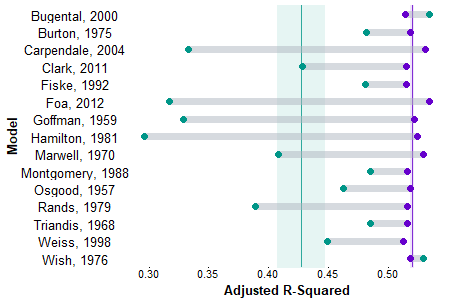 Bugental, 2000
Burton, 1975
Carpendale, 2004
Clark, 2011
Fiske, 1992
Foa, 2012
Goffman, 1959
Hamilton, 1981
Marwell, 1970
Montgomery, 1988
Osgood, 1957
Rands, 1979
Triandis, 1968
Weiss, 1998
Wish, 1976
Model
0.30 0.35 0.40 0.45 0.50
Adjusted R-Squared